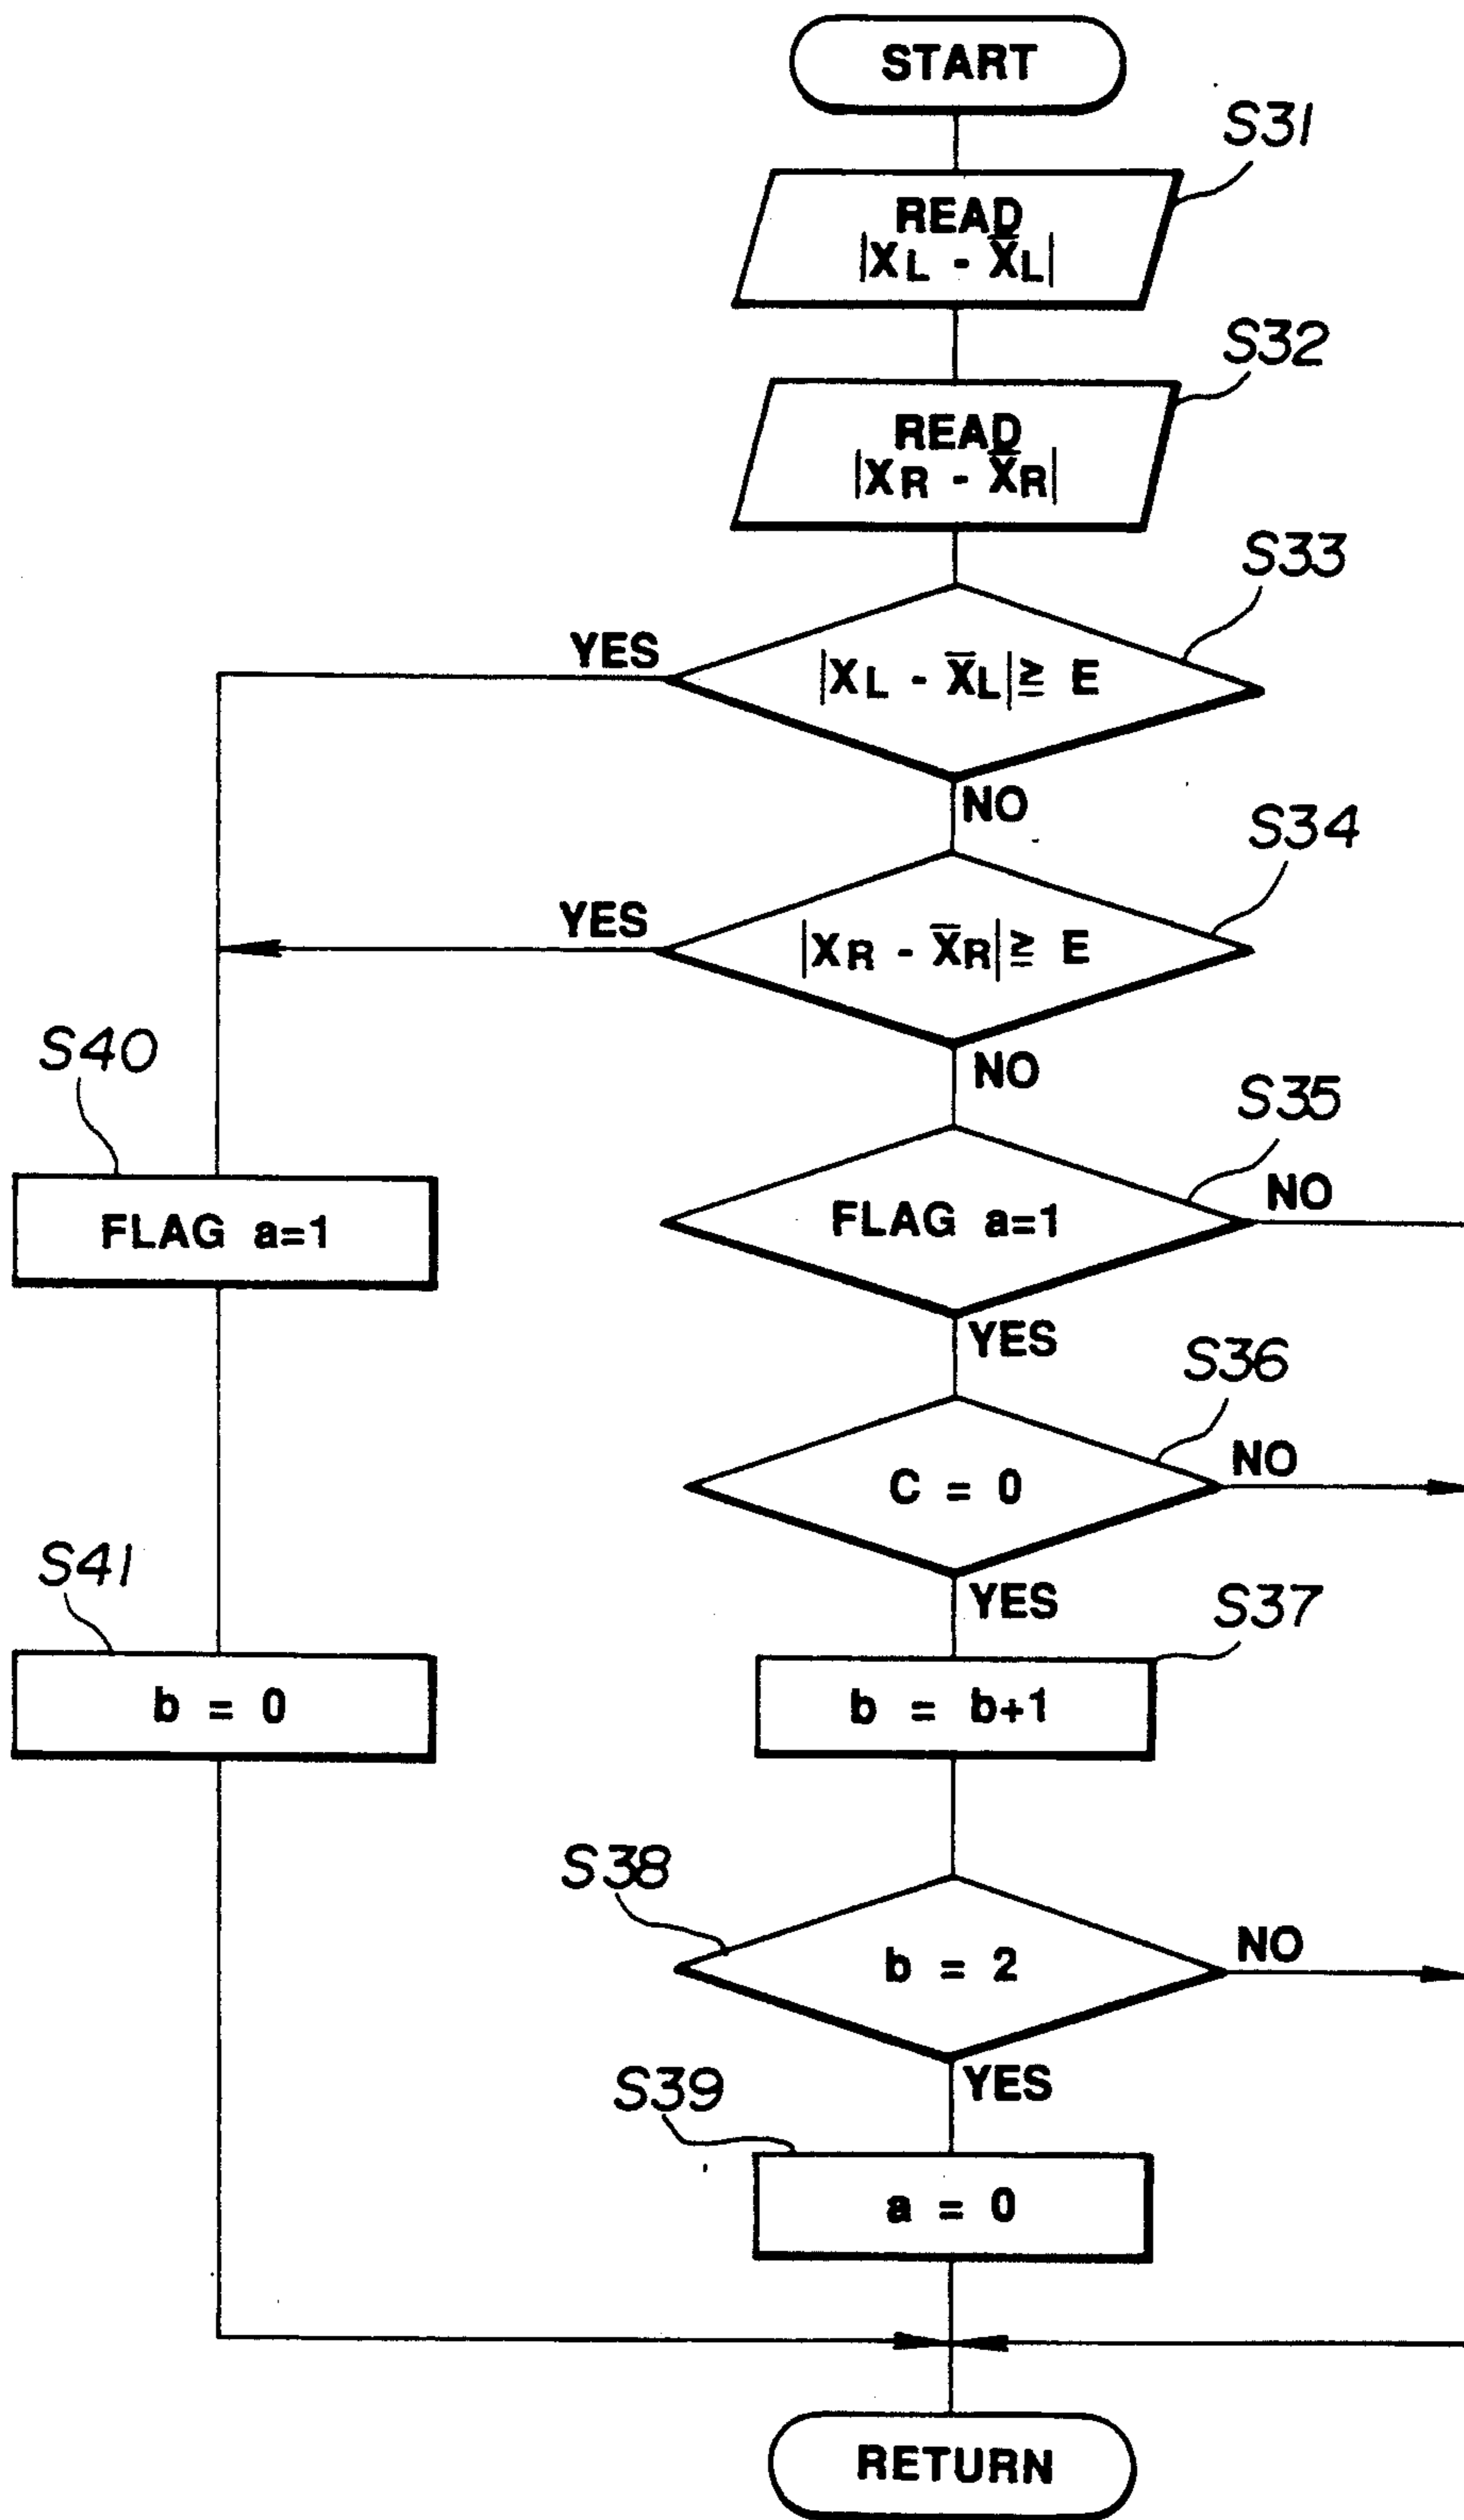 START
S31
READ
|XL - X̅L|
S32
READ
|XR - X̅R|
S33
YES
|XL - X̅L| ≧ E
NO
S34
YES
|XR - X̅R| ≧ E
S40
NO
S35
FLAG a=1
FLAG a=1
NO
YES
S36
C = 0
NO
S41
YES
S37
b = 0
b = b+1
S38
b = 2
NO
S39
YES
a = 0
RETURN